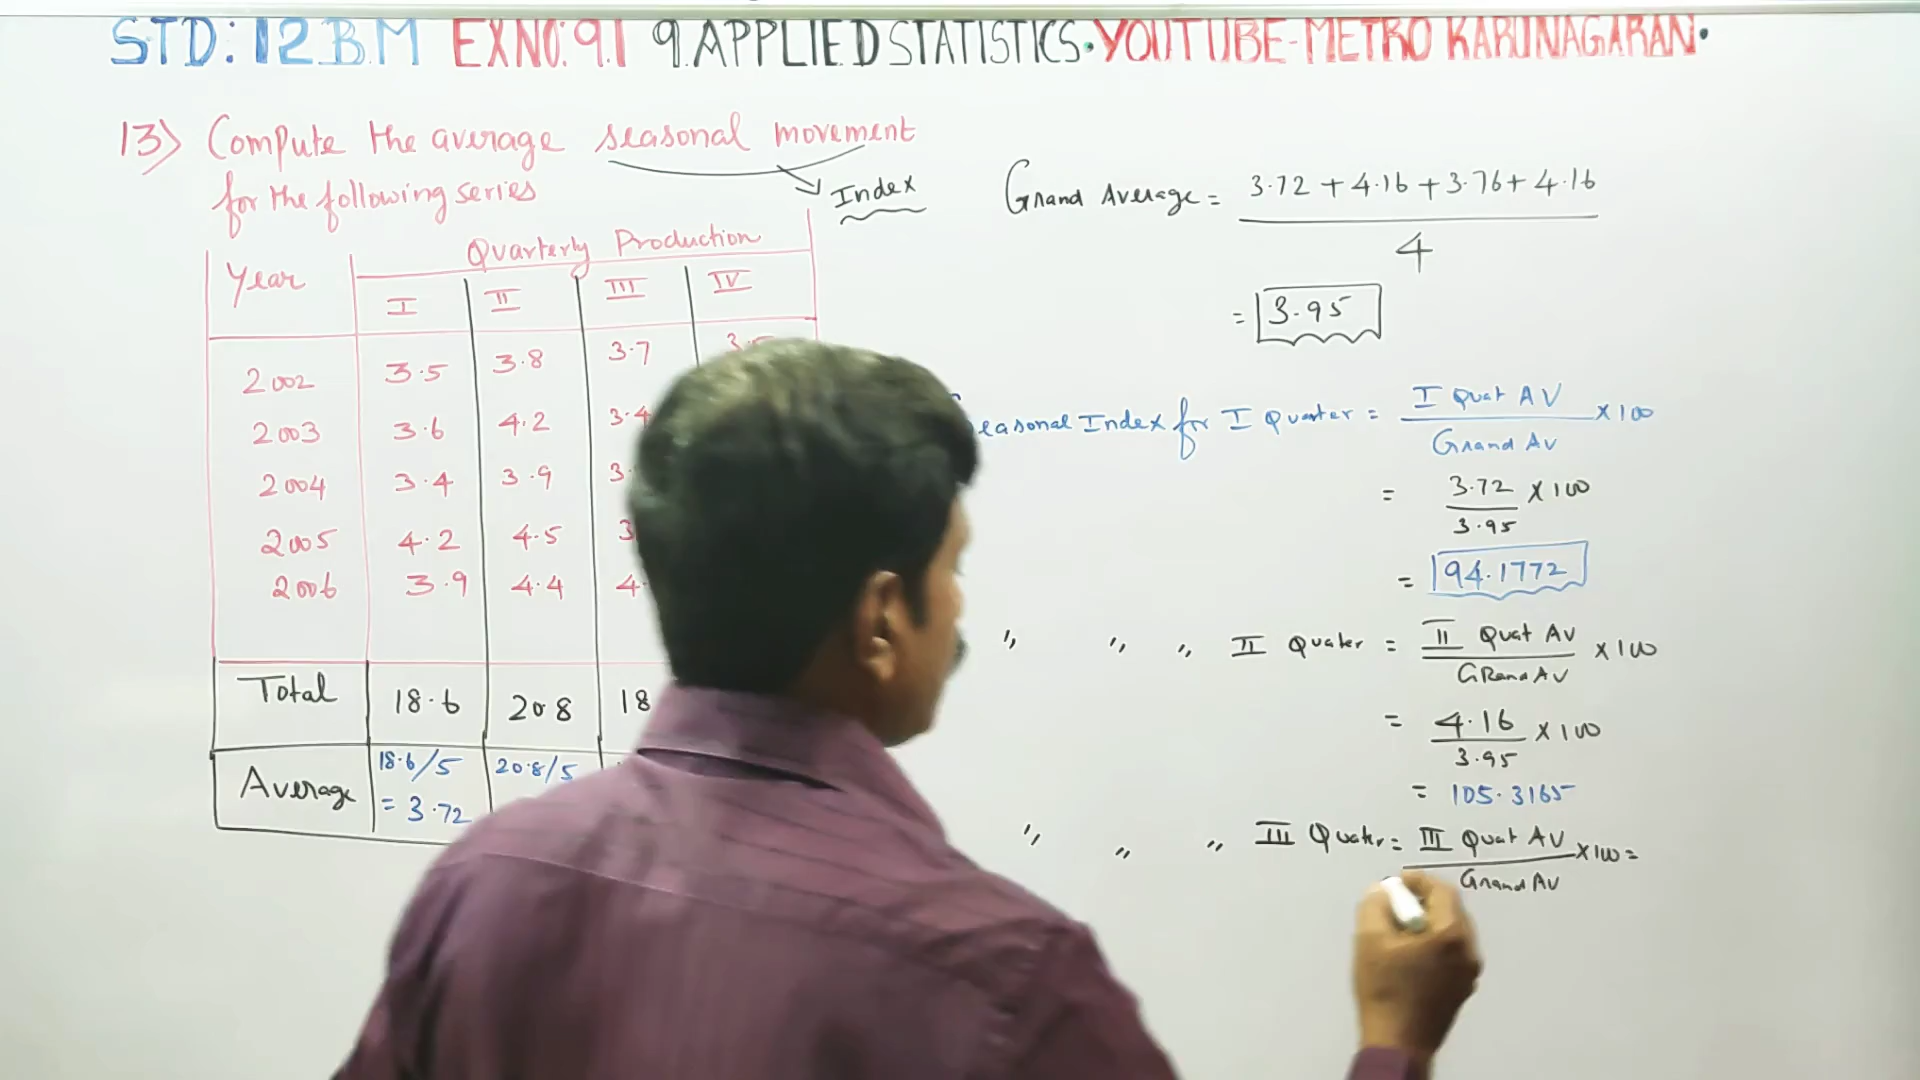 STD: 12 B.M EXNO: 9.1 9. APPLIED STATISTICS. YOUTUBE-METRO KARUNAGARAN.
13) Compute the average seasonal movement
for the following series
Index
Year Quarterly Production
I II III IV
2002 3.5 3.8 3.7
2003 3.6 4.2 3.4
2004 3.4 3.9
2005 4.2 4.5
2006 3.9 4.4
Total 18.6 20.8
Average 18.6/5 20.8/5
= 3.72
Grand Average = 3.72 + 4.16 + 3.76 + 4.16
4
= 3.95
Seasonal Index for I Quarter = I Quat AV × 100
Grand Av
= 3.72 × 100
3.95
= 94.1772
" " " II Quater = II Quat Av × 100
GRand AV
= 4.16 × 100
3.95
= 105.3165
" " " III Quater = III Quat AV × 100 =
Grand AV